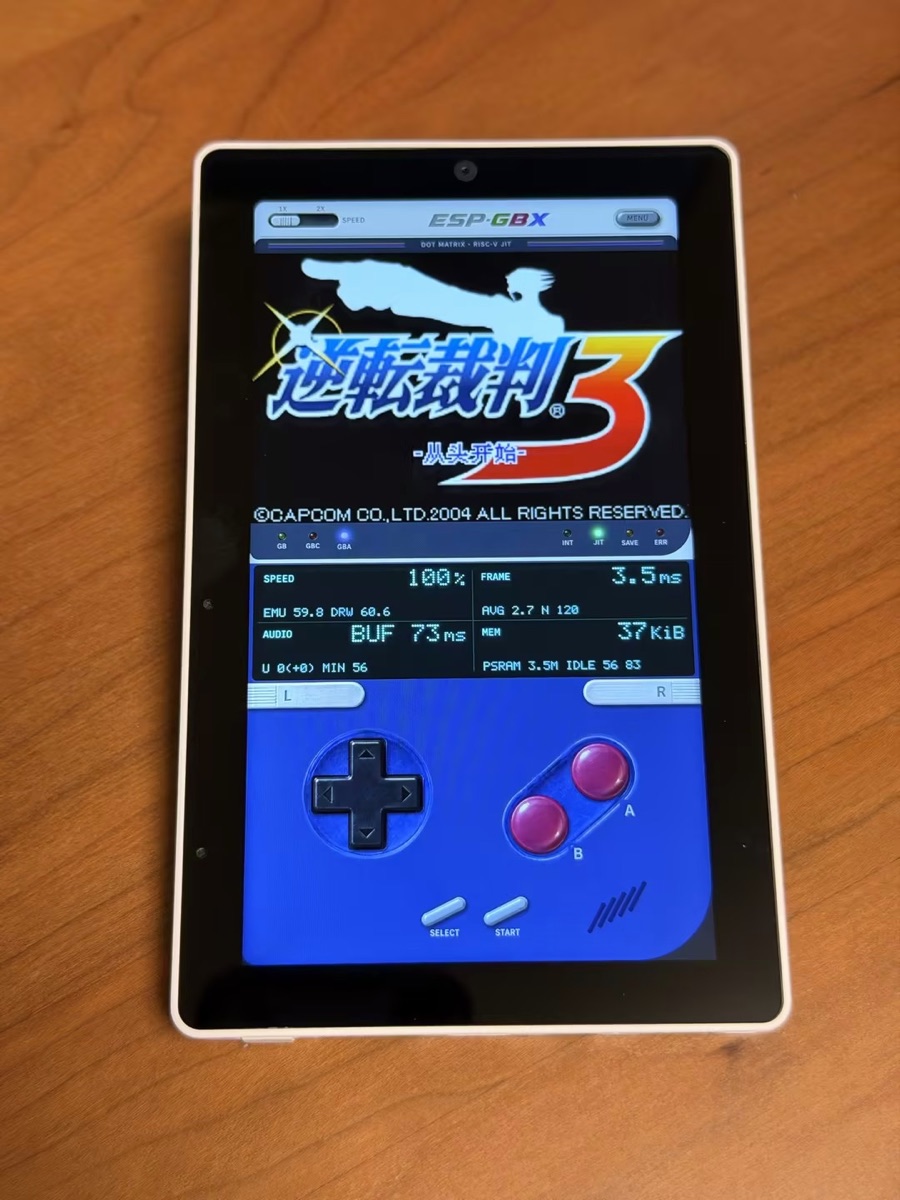 1X 2X
SPEED ESP-GBX MENU
DOT MATRIX - RISC-V JIT
逆転裁判3
®
-从头开始-
©CAPCOM CO.,LTD.2004 ALL RIGHTS RESERVED.
GB GBC GBA INT JIT SAVE ERR
SPEED 100% FRAME 3.5ms
EMU 59.8 DRW 60.6 AVG 2.7 N 120
AUDIO BUF 73ms MEM 37KiB
U 0(+0) MIN 56 PSRAM 3.5M IDLE 56 83
L R
A
B
SELECT START